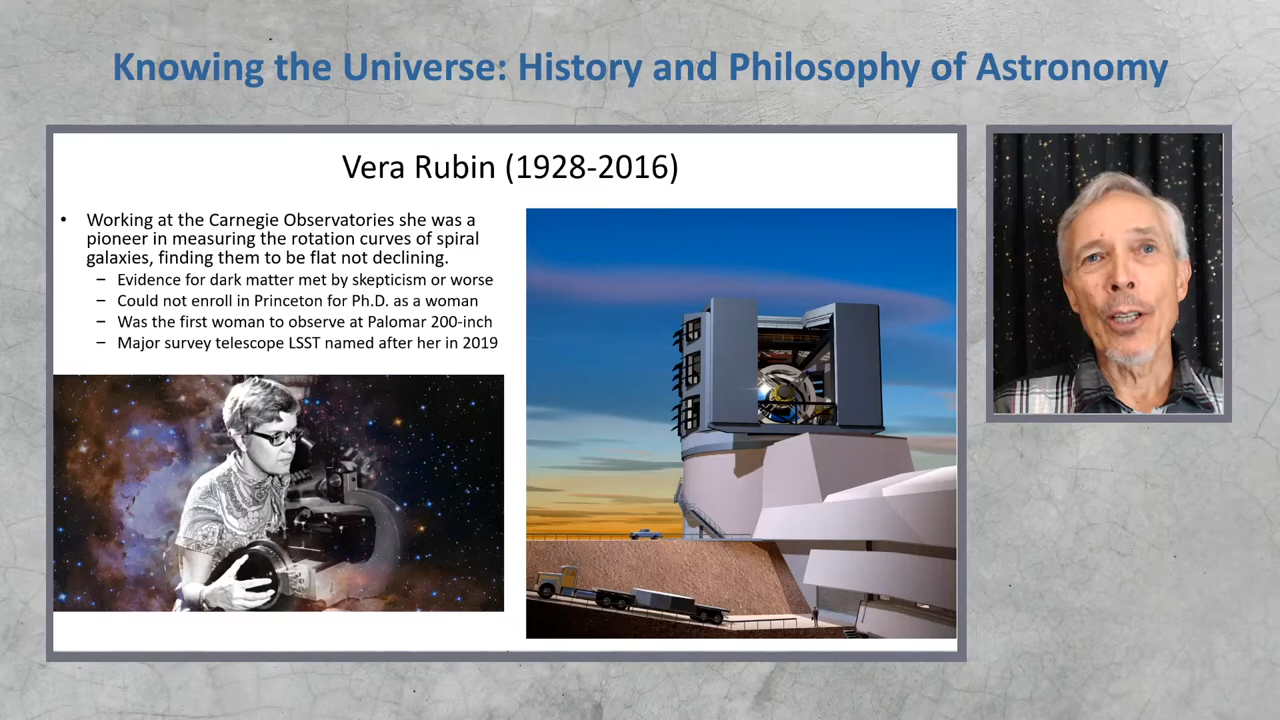 Knowing the Universe: History and Philosophy of Astronomy
Vera Rubin (1928-2016)
• Working at the Carnegie Observatories she was a
pioneer in measuring the rotation curves of spiral
galaxies, finding them to be flat not declining.
– Evidence for dark matter met by skepticism or worse
– Could not enroll in Princeton for Ph.D. as a woman
– Was the first woman to observe at Palomar 200-inch
– Major survey telescope LSST named after her in 2019